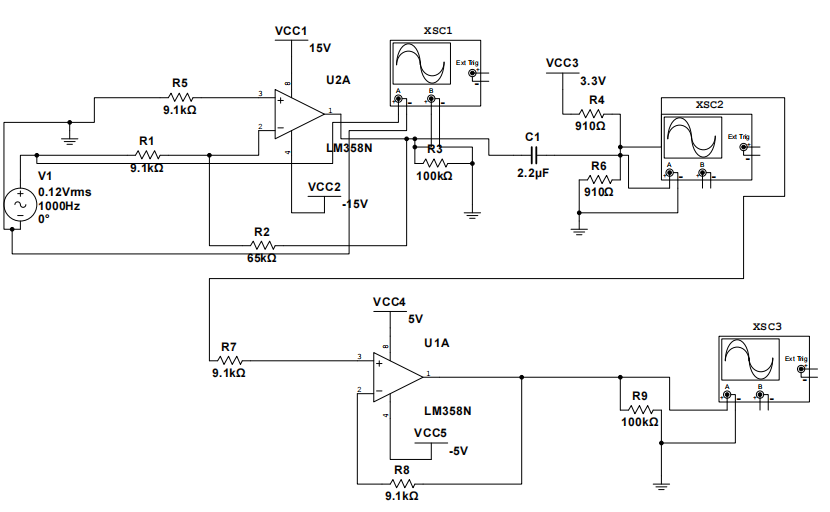 XSC1
VCC1
15V
Ext Trig
U2A
A
B
R5
9.1kΩ
3
8
1
2
4
LM358N
R1
9.1kΩ
V1
0.12Vrms
1000Hz
0°
VCC2
-15V
R2
65kΩ
R3
100kΩ
C1
2.2µF
VCC3
3.3V
R4
910Ω
R6
910Ω
XSC2
Ext Trig
A
B
VCC4
5V
U1A
R7
9.1kΩ
3
8
1
2
4
LM358N
VCC5
-5V
R8
9.1kΩ
R9
100kΩ
XSC3
Ext Trig
A
B